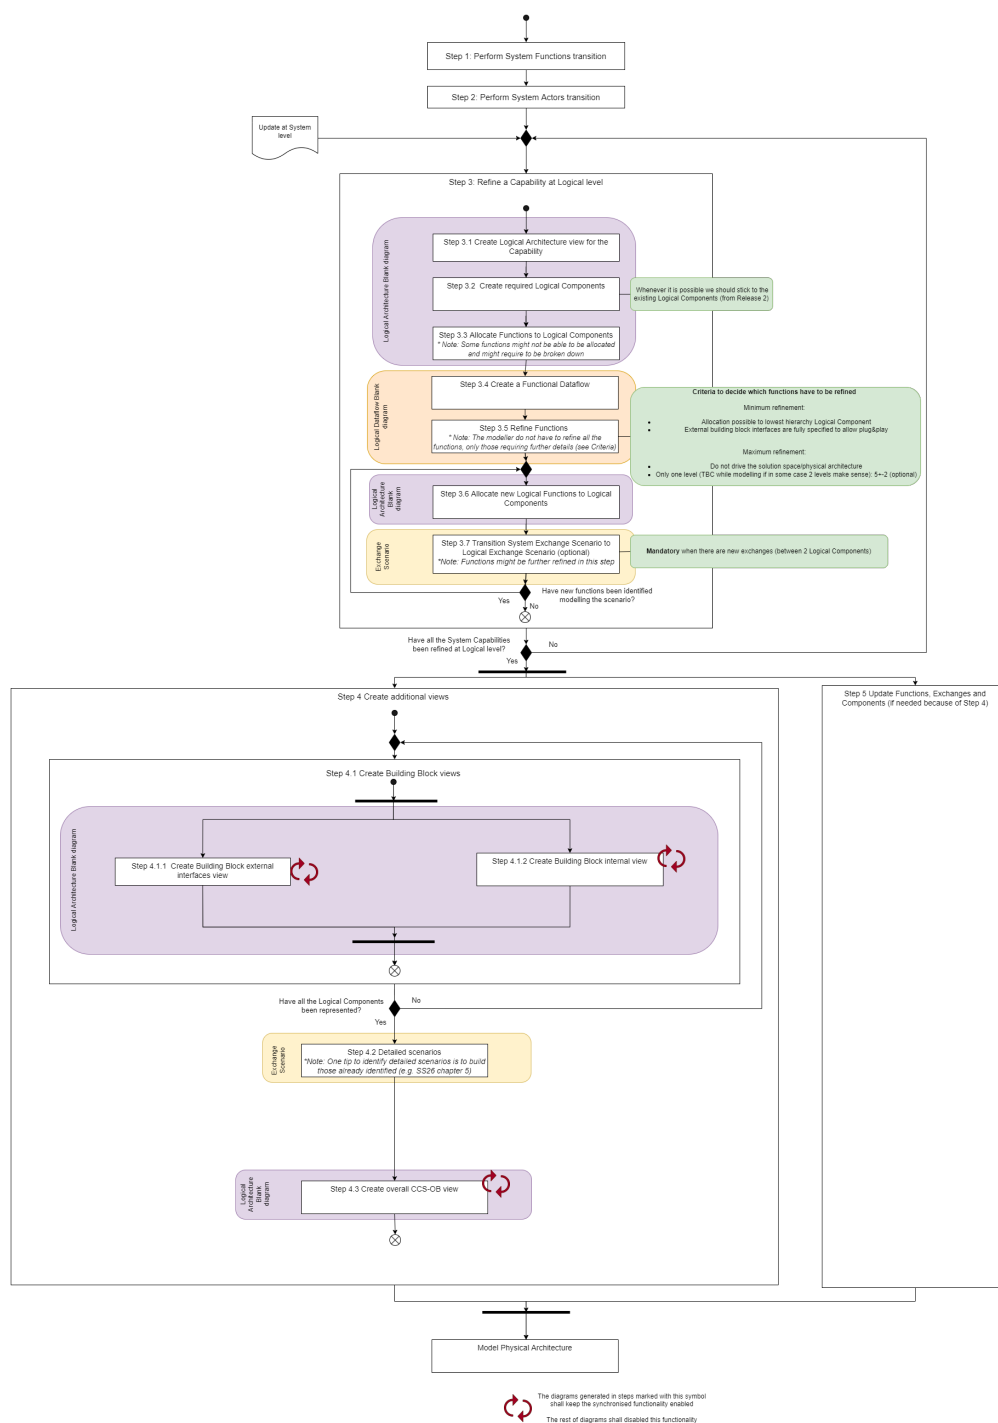 Step 1: Perform System Functions transition
Step 2: Perform System Actors transition
Update at System
level
Step 3: Refine a Capability at Logical level
Logical Architecture Blank diagram
Step 3.1 Create Logical Architecture view for the
Capability
Step 3.2 Create required Logical Components
Whenever it is possible we should stick to the
existing Logical Components (from Release 2)
Step 3.3 Allocate Functions to Logical Components
* Note: Some functions might not be able to be allocated
and might require to be broken down
Logical Dataflow Blank
diagram
Step 3.4 Create a Functional Dataflow
Step 3.5 Refine Functions
* Note: The modeller do not have to refine all the
functions, only those requiring further details (see Criteria)
Criteria to decide which functions have to be refined
Minimum refinement:
• Allocation possible to lowest hierarchy Logical Component
• External building block interfaces are fully specified to allow plug&play
Maximum refinement:
• Do not drive the solution space/physical architecture
• Only one level (TBC while modelling if in some case 2 levels make sense); 5+-2 (optional)
Logical
Architecture
Blank
diagram
Step 3.6 Allocate new Logical Functions to Logical
Components
Exchange
Scenario
Step 3.7 Transition System Exchange Scenario to
Logical Exchange Scenario (optional)
*Note: Functions might be further refined in this step
Mandatory when there are new exchanges (between 2 Logical Components)
Have new functions been identified
modelling the scenario?
Yes
No
Have all the System Capabilities
been refined at Logical level?
No
Yes
Step 4 Create additional views
Step 5 Update Functions, Exchanges and
Components (if needed because of Step 4)
Step 4.1 Create Building Block views
Logical Architecture Blank diagram
Step 4.1.1 Create Building Block external
interfaces view
Step 4.1.2 Create Building Block internal view
Have all the Logical Components
been represented?
No
Yes
Exchange
Scenario
Step 4.2 Detailed scenarios
*Note: One tip to identify detailed scenarios is to build
those already identified (e.g. SS26 chapter 5)
Logical
Architecture
Blank
diagram
Step 4.3 Create overall CCS-OB view
Model Physical Architecture
The diagrams generated in steps marked with this symbol
shall keep the synchronised functionality enabled
The rest of diagrams shall disabled this functionality